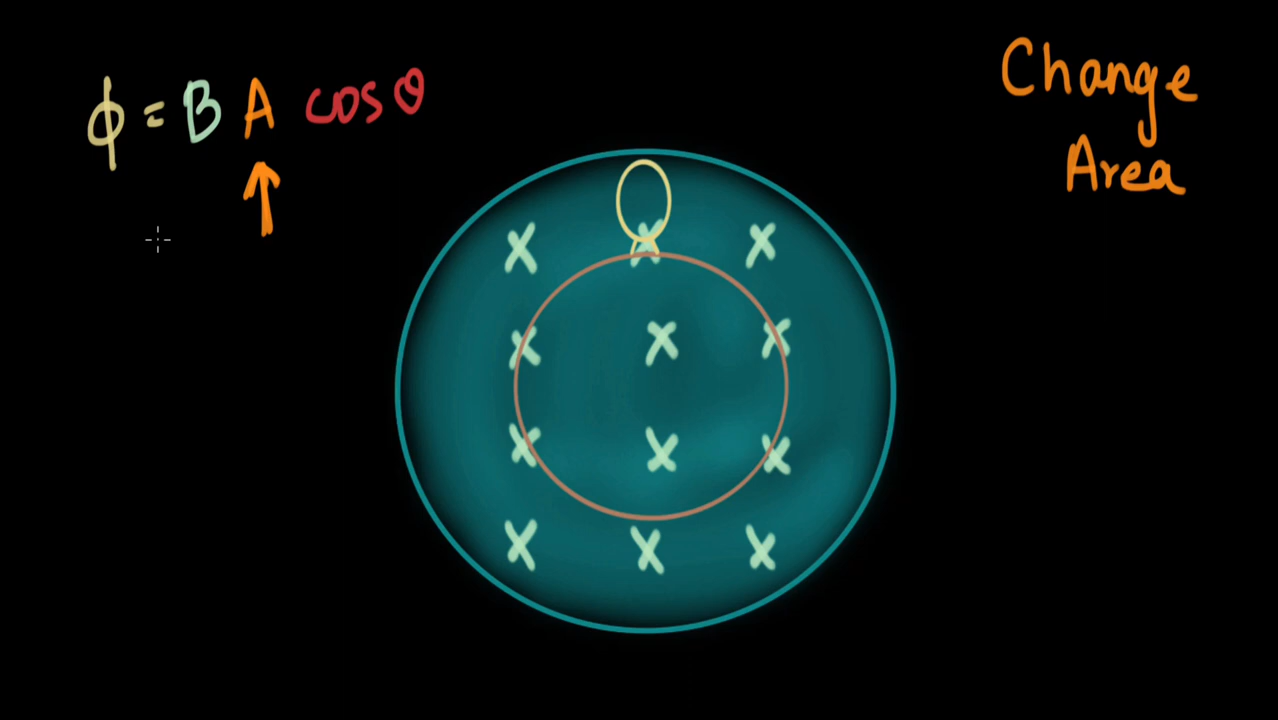 ϕ = B A cos θ
Change
Area
x x x
x x x
x x x
x x x